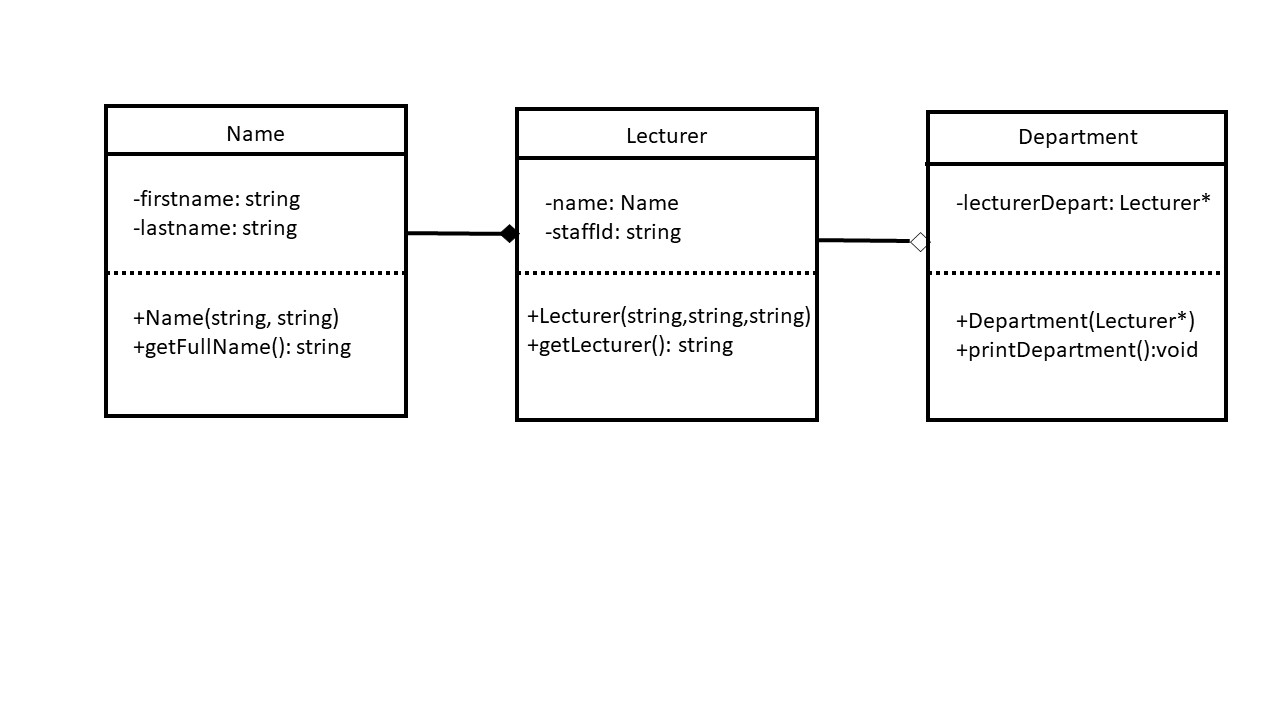 Name
-firstname: string
-lastname: string
+Name(string, string)
+getFullName(): string
Lecturer
-name: Name
-staffId: string
+Lecturer(string,string,string)
+getLecturer(): string
Department
-lecturerDepart: Lecturer*
+Department(Lecturer*)
+printDepartment():void